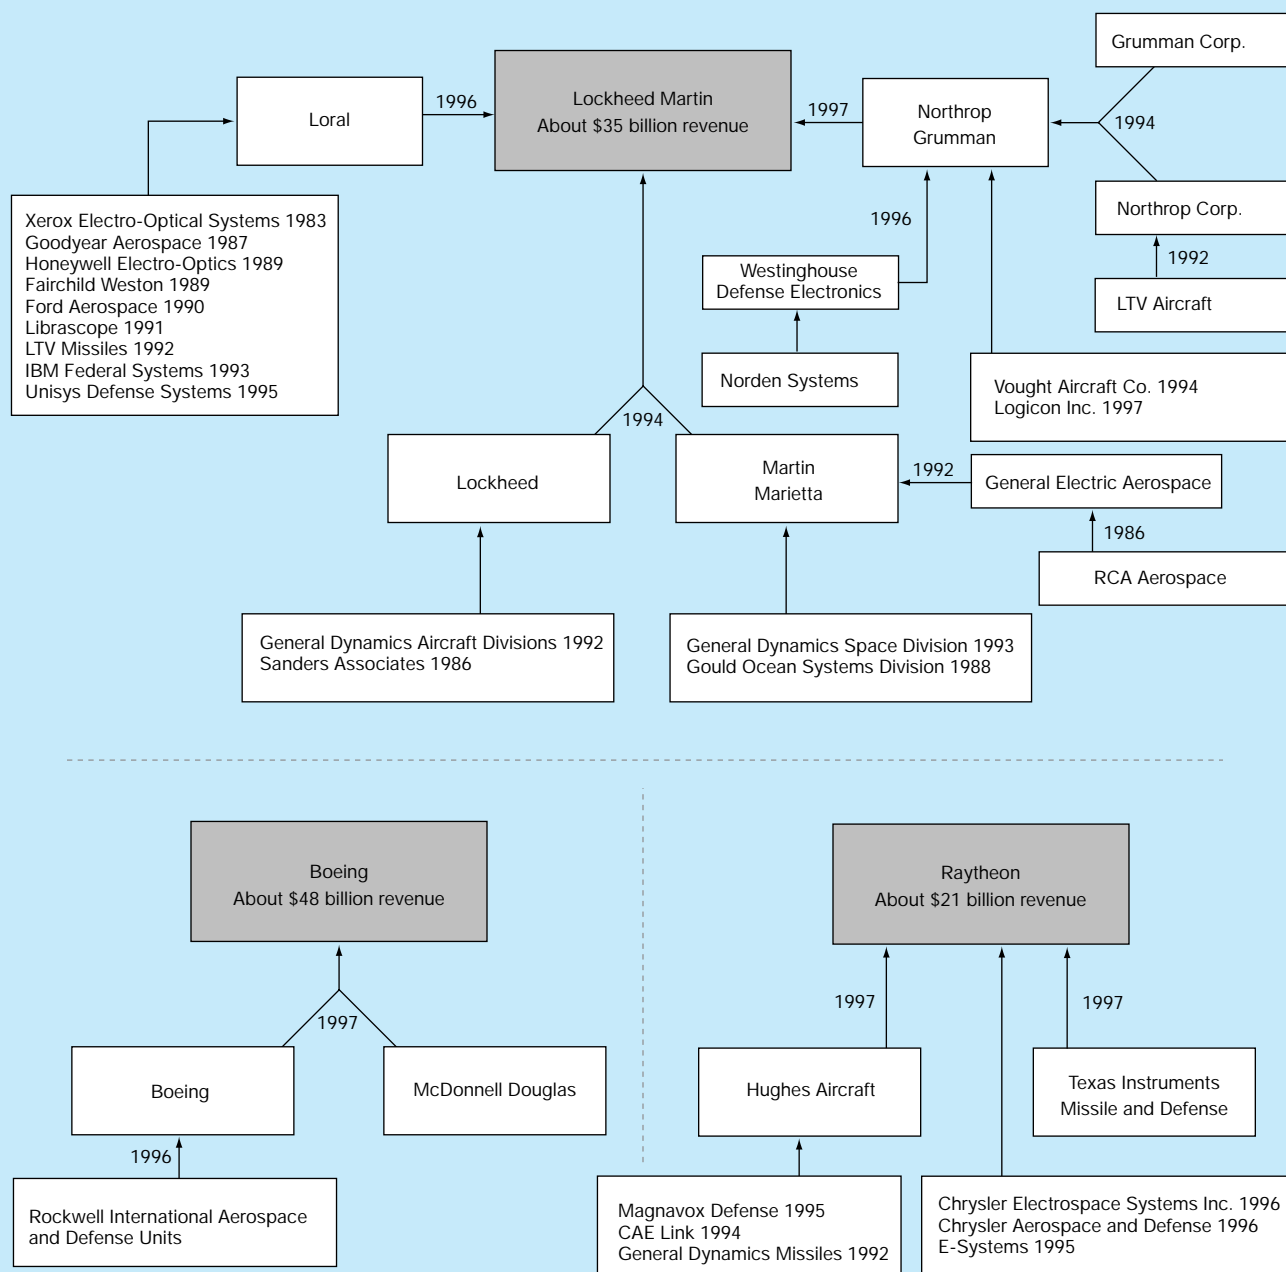 Grumman Corp.
Lockheed Martin
About $35 billion revenue
Loral
1996
1997
Northrop
Grumman
1994
Xerox Electro-Optical Systems 1983
Goodyear Aerospace 1987
Honeywell Electro-Optics 1989
Fairchild Weston 1989
Ford Aerospace 1990
Librascope 1991
LTV Missiles 1992
IBM Federal Systems 1993
Unisys Defense Systems 1995
1996
Northrop Corp.
1992
Westinghouse
Defense Electronics
LTV Aircraft
Norden Systems
Vought Aircraft Co. 1994
Logicon Inc. 1997
1994
Lockheed
Martin
Marietta
1992
General Electric Aerospace
1986
RCA Aerospace
General Dynamics Aircraft Divisions 1992
Sanders Associates 1986
General Dynamics Space Division 1993
Gould Ocean Systems Division 1988
Boeing
About $48 billion revenue
1997
Boeing
McDonnell Douglas
1996
Rockwell International Aerospace
and Defense Units
Raytheon
About $21 billion revenue
1997
1997
Hughes Aircraft
Texas Instruments
Missile and Defense
Magnavox Defense 1995
CAE Link 1994
General Dynamics Missiles 1992
Chrysler Electrospace Systems Inc. 1996
Chrysler Aerospace and Defense 1996
E-Systems 1995